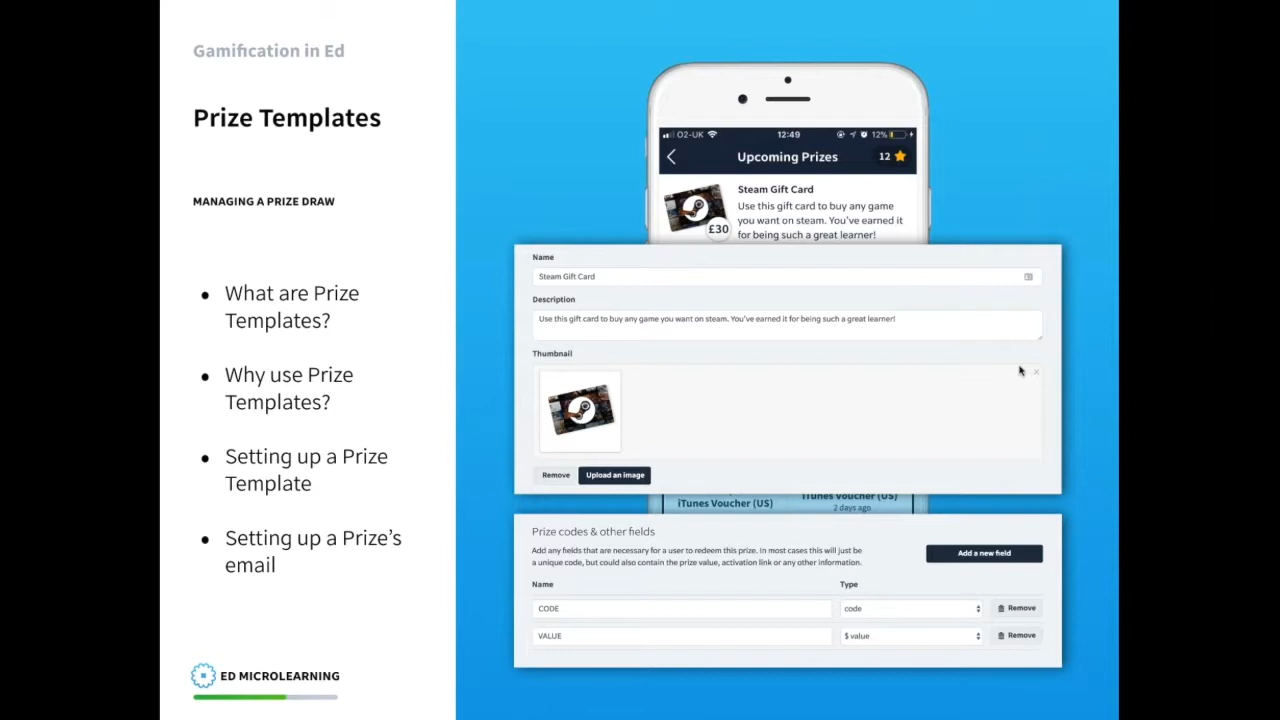 Gamification in Ed
Prize Templates
MANAGING A PRIZE DRAW
• What are Prize
Templates?
• Why use Prize
Templates?
• Setting up a Prize
Template
• Setting up a Prize’s
email
ED MICROLEARNING
O2-UK 12:49 12%
Upcoming Prizes 12
Steam Gift Card
Use this gift card to buy any game
you want on steam. You’ve earned it
for being such a great learner!
£30
Name
Steam Gift Card
Description
Use this gift card to buy any game you want on steam. You’ve earned it for being such a great learner!
Thumbnail
Remove Upload an image
iTunes Voucher (US) iTunes Voucher (US)
2 days ago
Prize codes & other fields
Add any fields that are necessary for a user to redeem this prize. In most cases this will just be
a unique code, but could also contain the prize value, activation link or any other information.
Add a new field
Name Type
CODE code Remove
VALUE $ value Remove